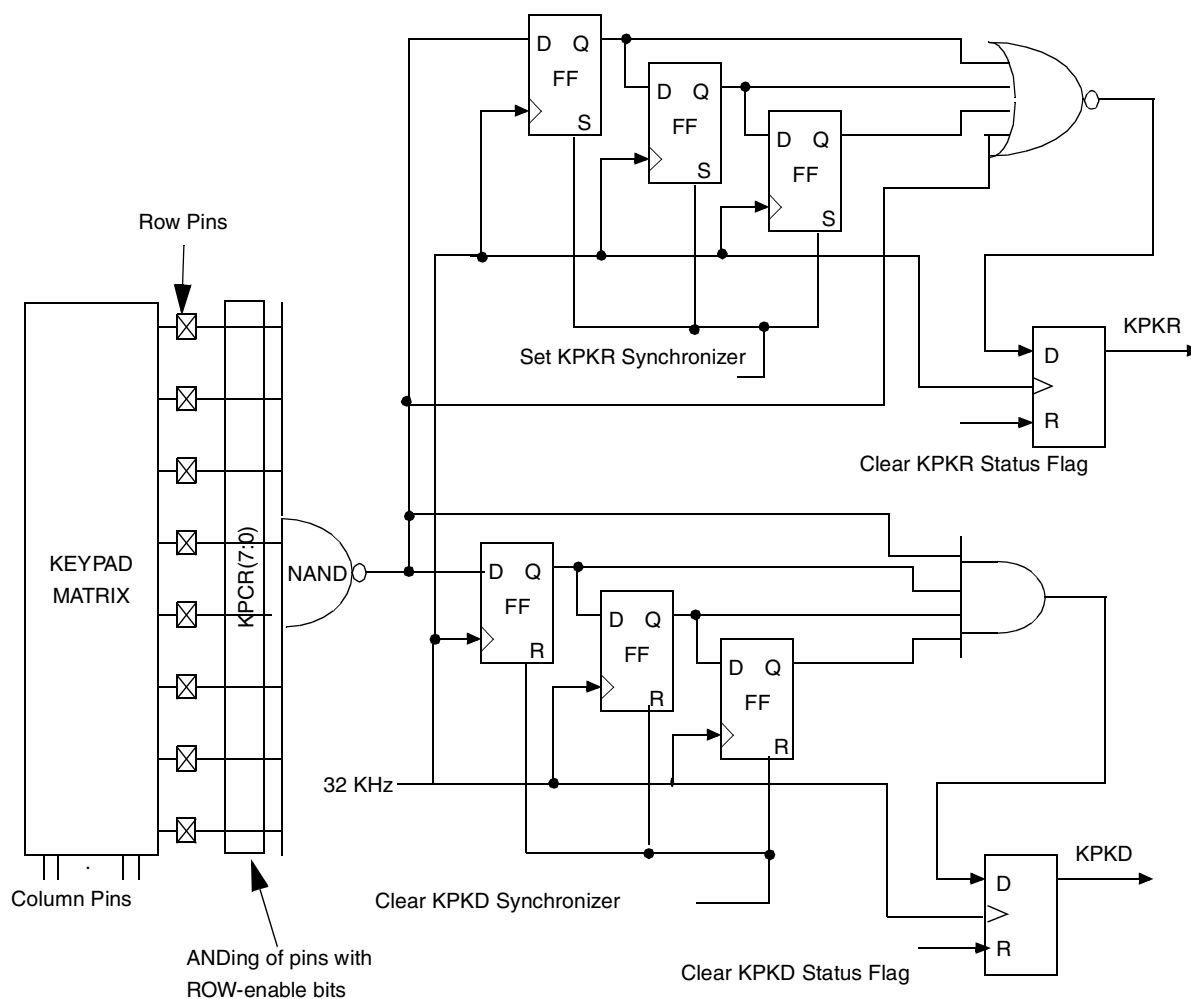 D Q
FF
S
D Q
FF
S
D Q
FF
S
Row Pins
Set KPKR Synchronizer
KPKR
D
R
Clear KPKR Status Flag
KEYPAD
MATRIX
KPCR(7:0)
NAND
D Q
FF
R
D Q
FF
R
D Q
FF
R
32 KHz
KPKD
D
R
Column Pins
Clear KPKD Synchronizer
ANDing of pins with
ROW-enable bits
Clear KPKD Status Flag